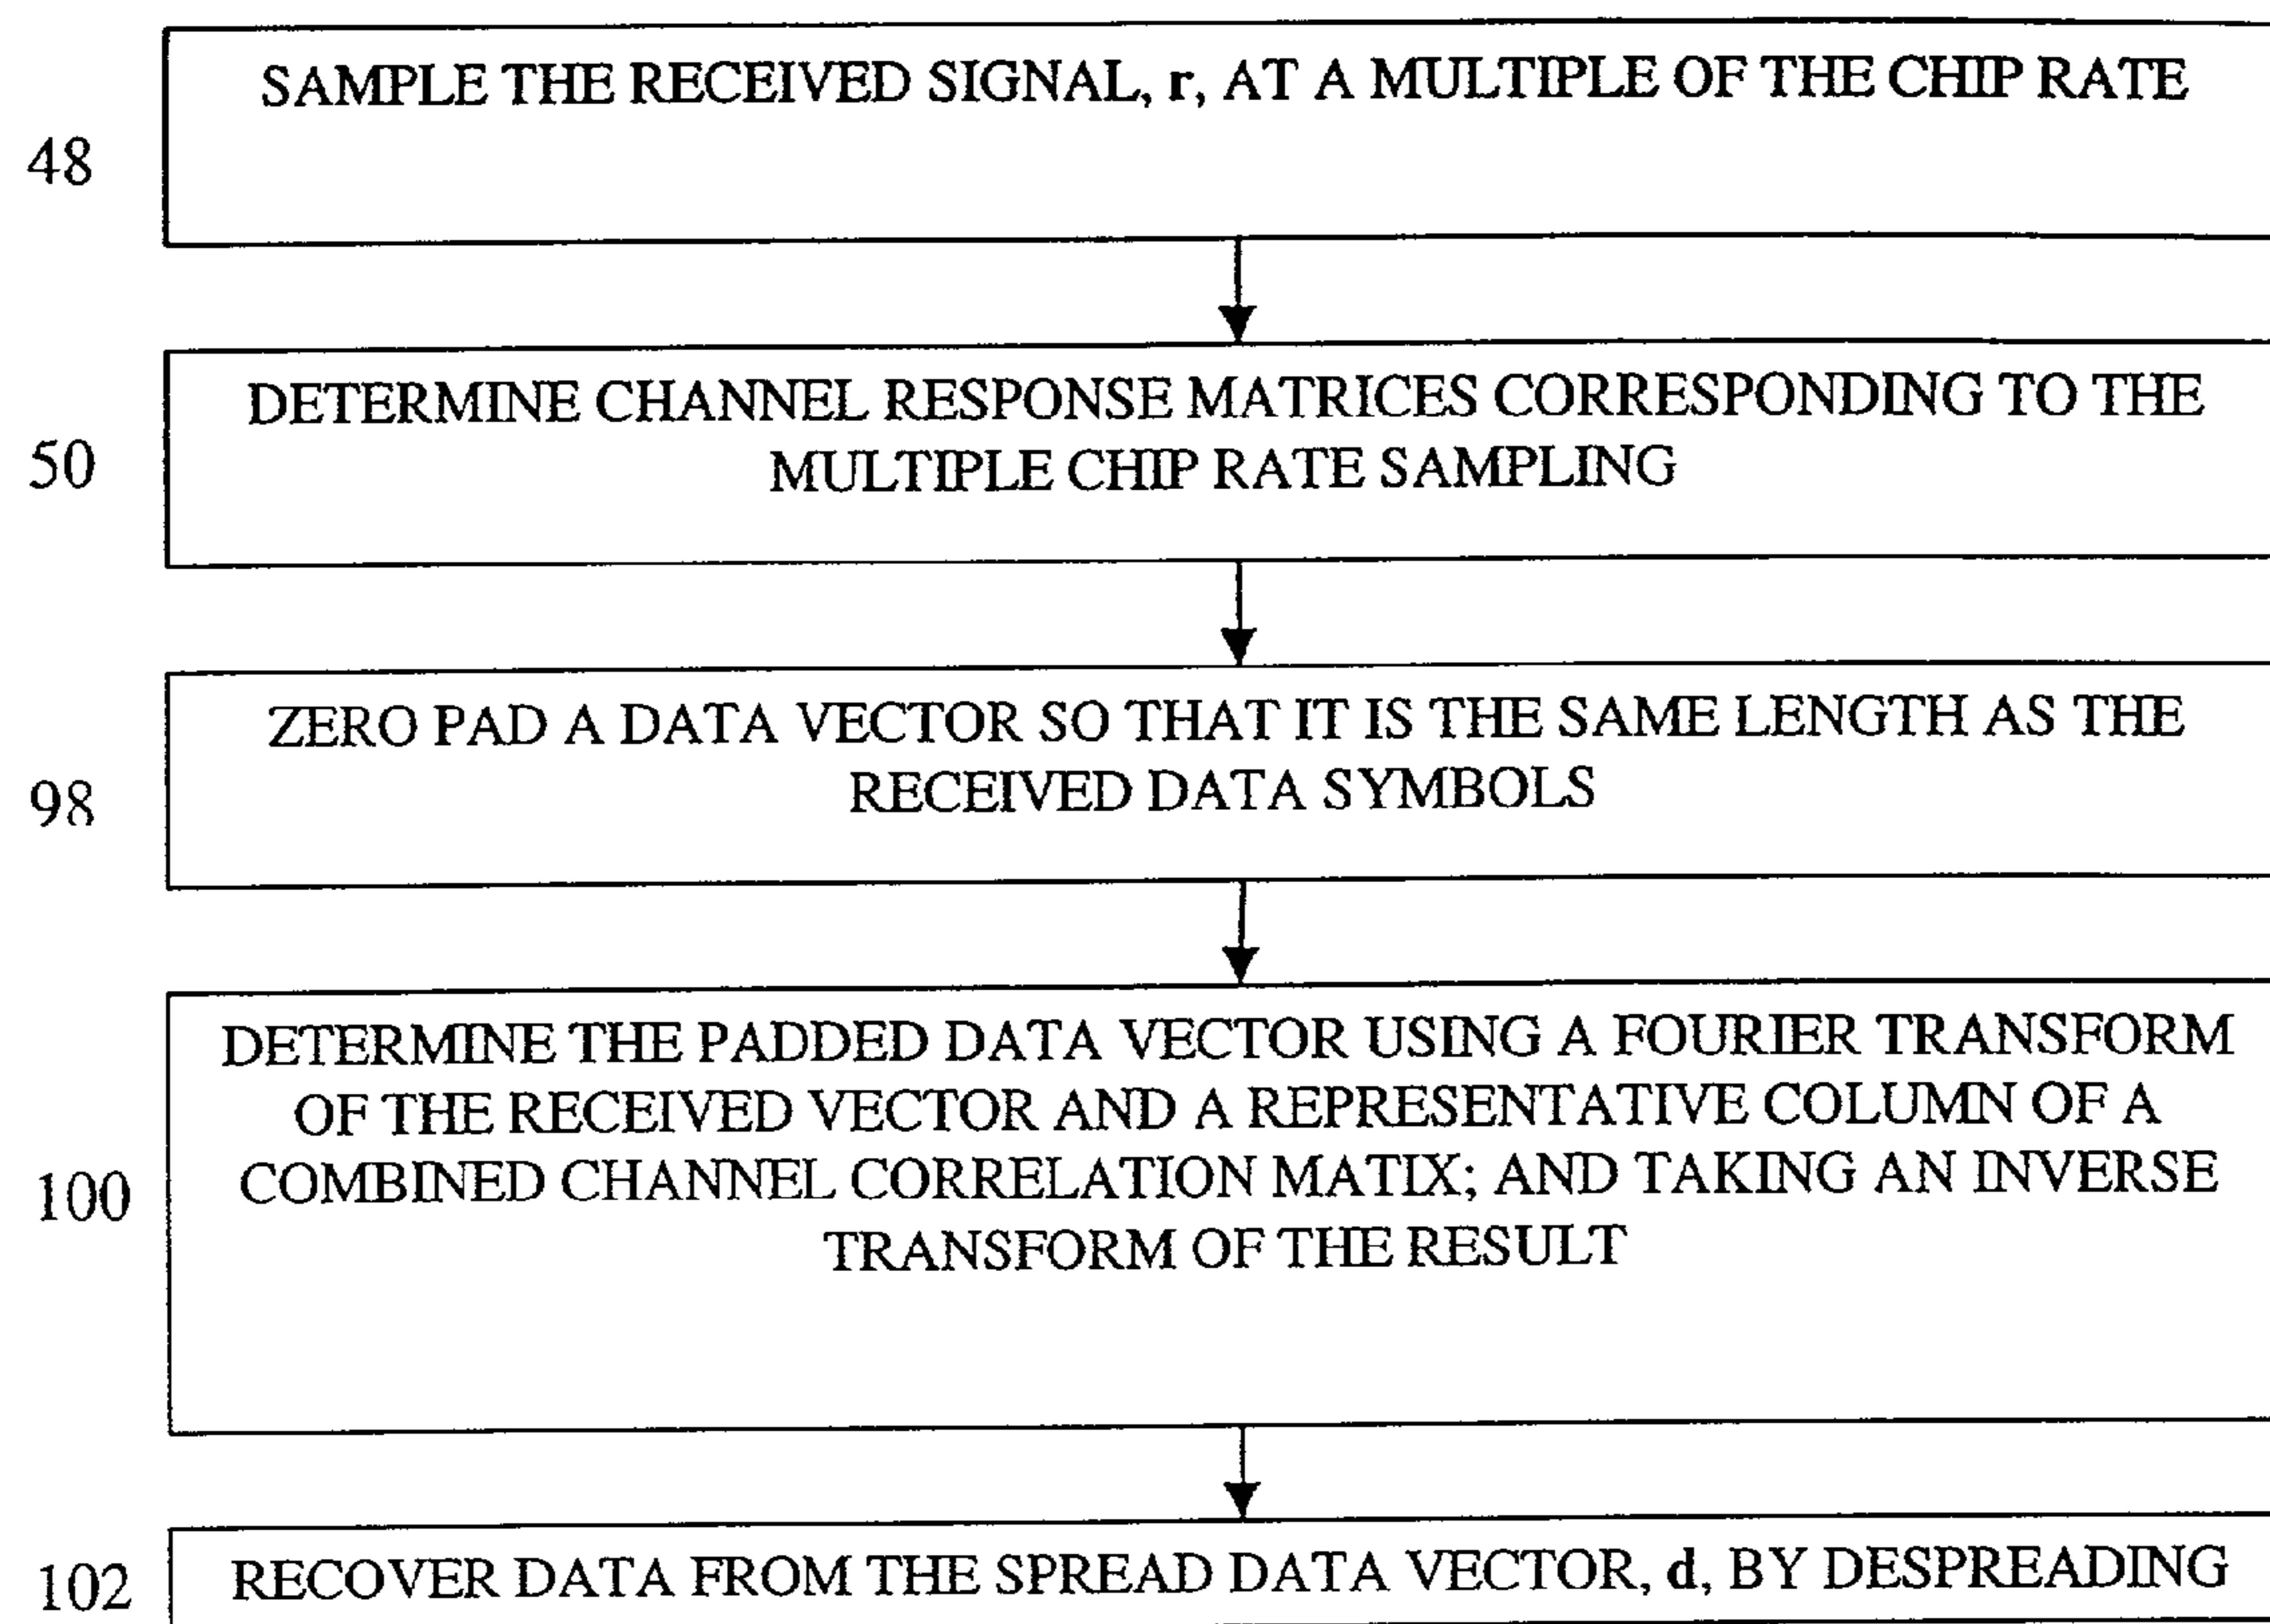 SAMPLE THE RECEIVED SIGNAL, r, AT A MULTIPLE OF THE CHIP RATE
48
DETERMINE CHANNEL RESPONSE MATRICES CORRESPONDING TO THE
MULTIPLE CHIP RATE SAMPLING
50
ZERO PAD A DATA VECTOR SO THAT IT IS THE SAME LENGTH AS THE
RECEIVED DATA SYMBOLS
98
DETERMINE THE PADDED DATA VECTOR USING A FOURIER TRANSFORM
OF THE RECEIVED VECTOR AND A REPRESENTATIVE COLUMN OF A
COMBINED CHANNEL CORRELATION MATIX; AND TAKING AN INVERSE
100
TRANSFORM OF THE RESULT
102
RECOVER DATA FROM THE SPREAD DATA VECTOR, d, BY DESPREADING